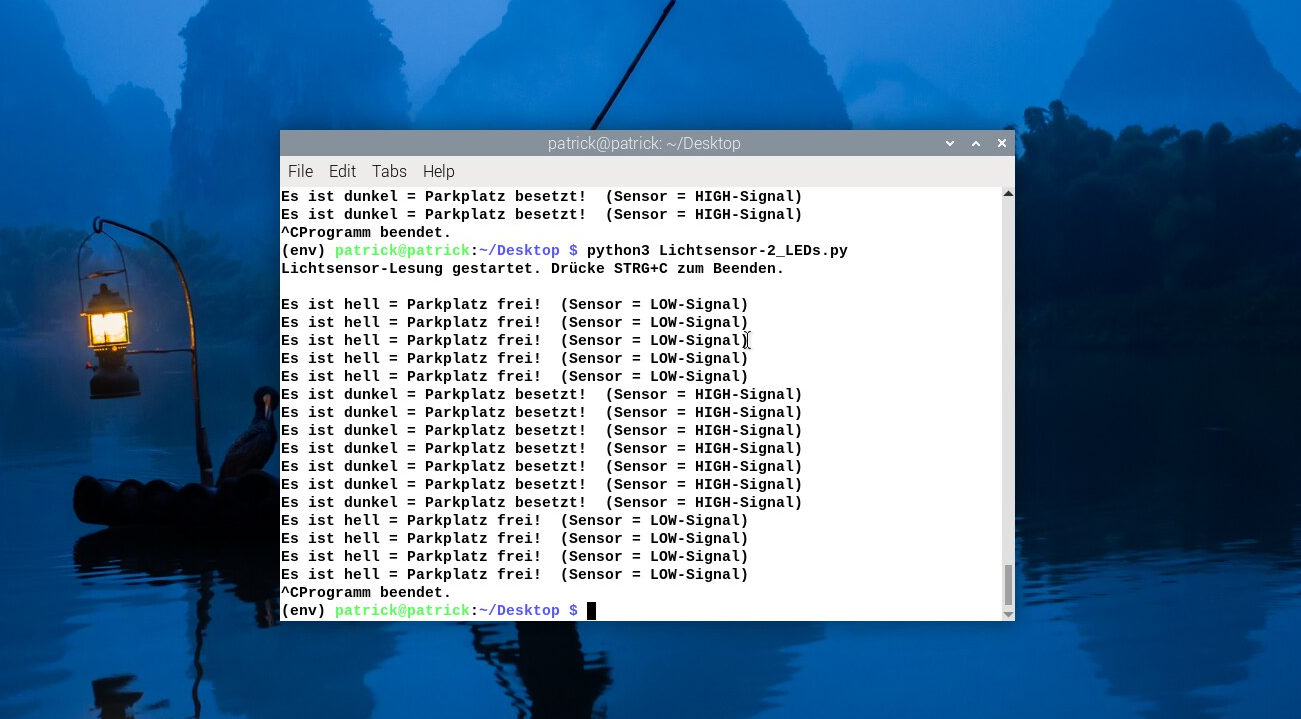 patrick@patrick: ~/Desktop
File Edit Tabs Help
Es ist dunkel = Parkplatz besetzt!  (Sensor = HIGH-Signal)
Es ist dunkel = Parkplatz besetzt!  (Sensor = HIGH-Signal)
^CProgramm beendet.
(env) patrick@patrick:~/Desktop $ python3 Lichtsensor-2_LEDs.py
Lichtsensor-Lesung gestartet. Drücke STRG+C zum Beenden.
Es ist hell = Parkplatz frei!  (Sensor = LOW-Signal)
Es ist hell = Parkplatz frei!  (Sensor = LOW-Signal)
Es ist hell = Parkplatz frei!  (Sensor = LOW-Signal)
Es ist hell = Parkplatz frei!  (Sensor = LOW-Signal)
Es ist hell = Parkplatz frei!  (Sensor = LOW-Signal)
Es ist dunkel = Parkplatz besetzt!  (Sensor = HIGH-Signal)
Es ist dunkel = Parkplatz besetzt!  (Sensor = HIGH-Signal)
Es ist dunkel = Parkplatz besetzt!  (Sensor = HIGH-Signal)
Es ist dunkel = Parkplatz besetzt!  (Sensor = HIGH-Signal)
Es ist dunkel = Parkplatz besetzt!  (Sensor = HIGH-Signal)
Es ist dunkel = Parkplatz besetzt!  (Sensor = HIGH-Signal)
Es ist dunkel = Parkplatz besetzt!  (Sensor = HIGH-Signal)
Es ist hell = Parkplatz frei!  (Sensor = LOW-Signal)
Es ist hell = Parkplatz frei!  (Sensor = LOW-Signal)
Es ist hell = Parkplatz frei!  (Sensor = LOW-Signal)
Es ist hell = Parkplatz frei!  (Sensor = LOW-Signal)
^CProgramm beendet.
(env) patrick@patrick:~/Desktop $